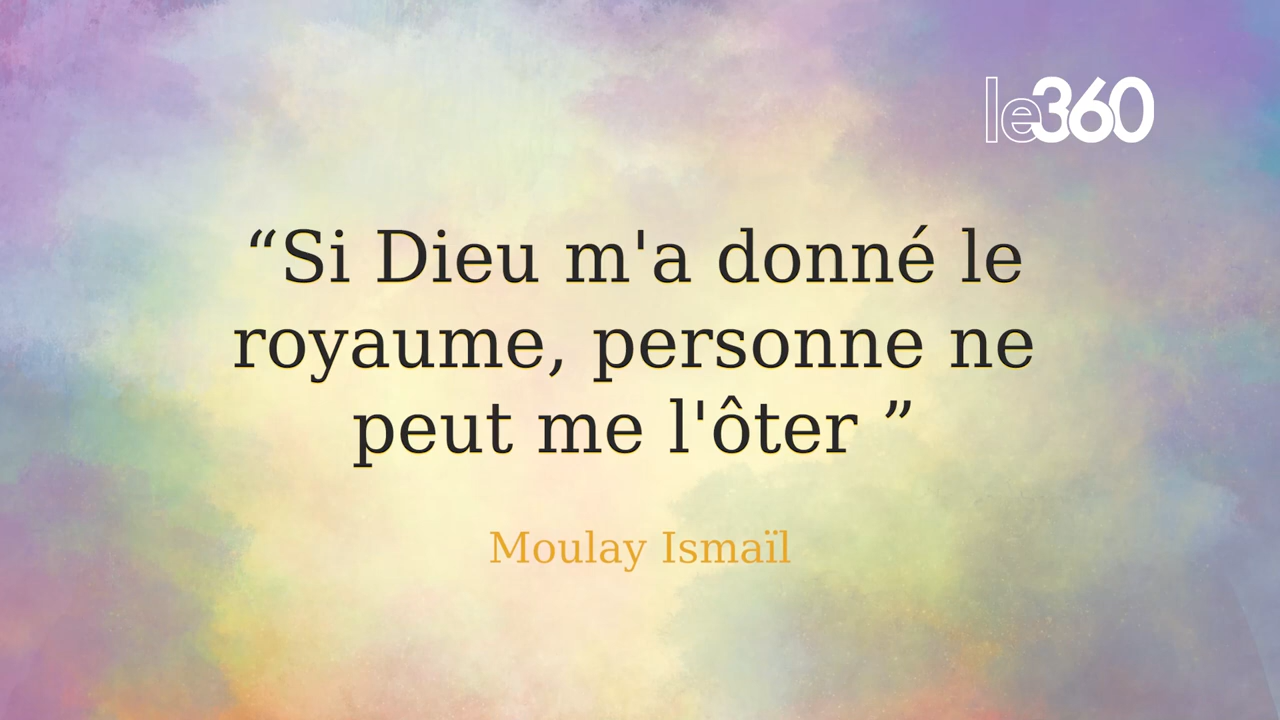 le360
“Si Dieu m'a donné le
royaume, personne ne
peut me l'ôter ”
Moulay Ismaïl